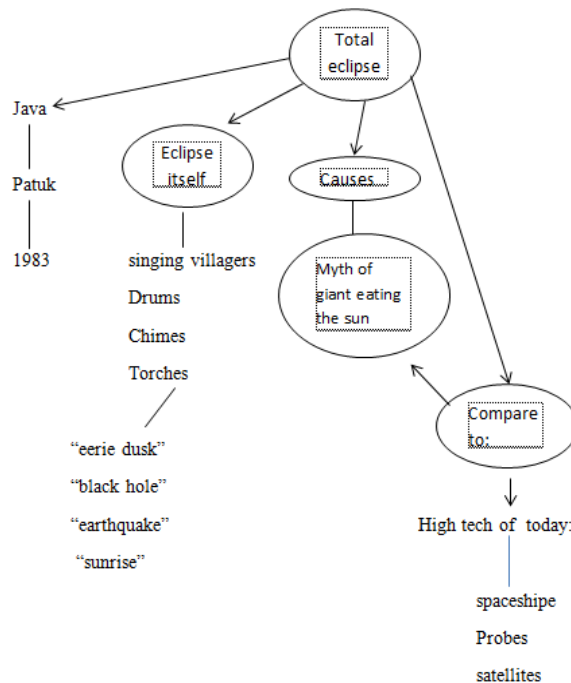 Total
eclipse
Java
Patuk
1983
Eclipse
itself
singing villagers
Drums
Chimes
Torches
“eerie dusk”
“black hole”
“earthquake”
“sunrise”
Causes
Myth of
giant eating
the sun
Compare
to:
High tech of today:
spaceshipe
Probes
satellites